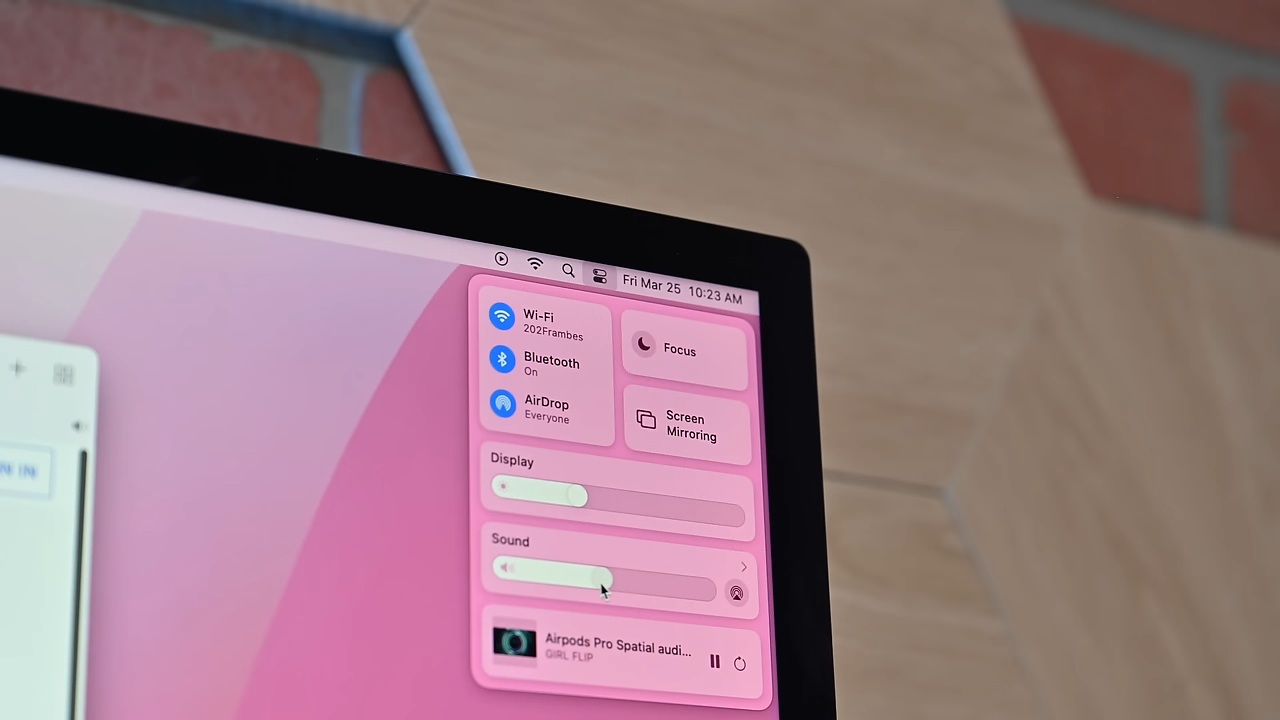 Fri Mar 25 10:23 AM
Wi-Fi
202Frambes
Bluetooth
On
AirDrop
Everyone
Focus
Screen
Mirroring
Display
Sound
Airpods Pro Spatial audi...
GIRL FLIP
IN